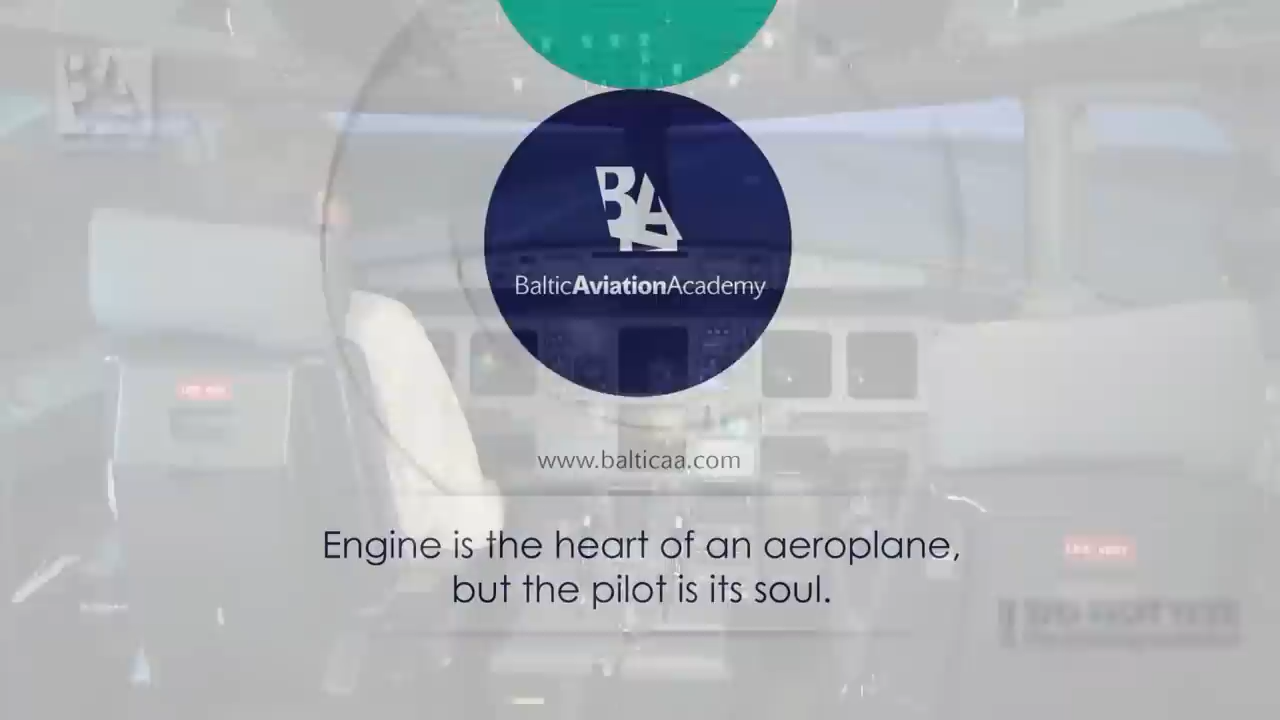 BA
BalticAviationAcademy
www.balticaa.com
Engine is the heart of an aeroplane,
but the pilot is its soul.